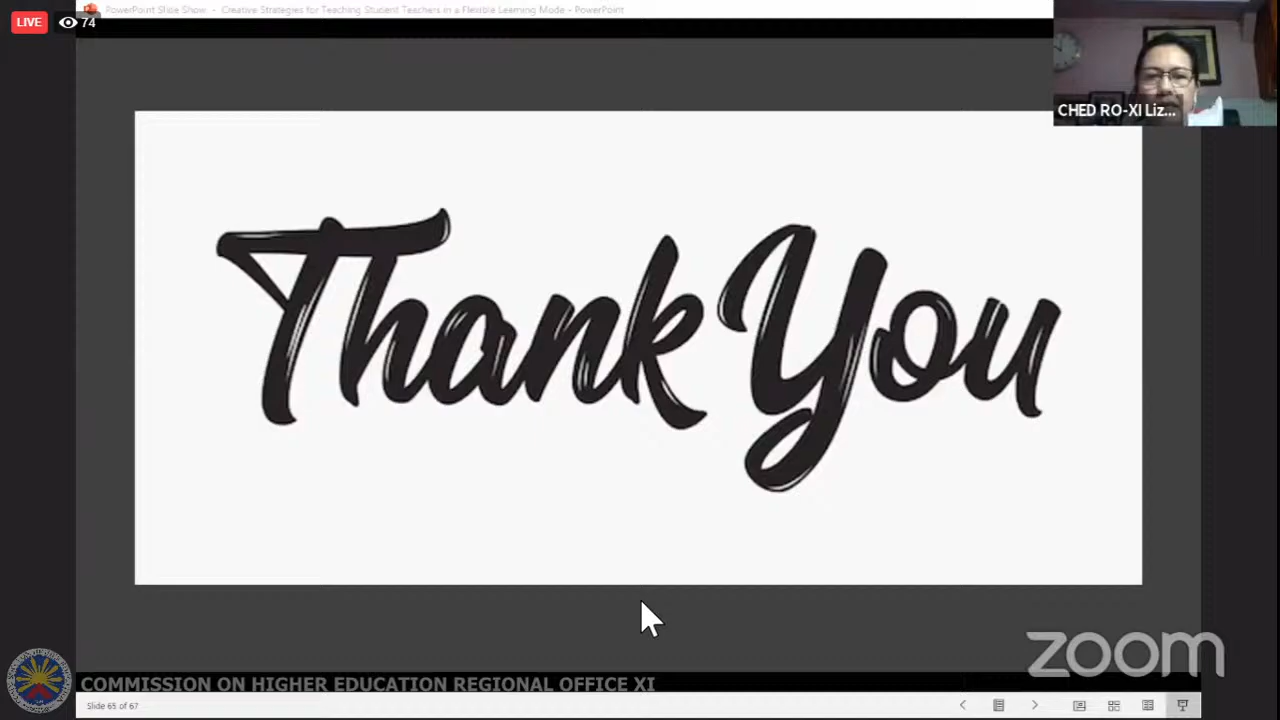 PowerPoint Slide Show - Creative Strategies for Teaching Student Teachers in a Flexible Learning Mode - PowerPoint
LIVE 74
CHED RO-XI Liz...
Thank You
zoom
COMMISSION ON HIGHER EDUCATION REGIONAL OFFICE XI
Slide 65 of 67